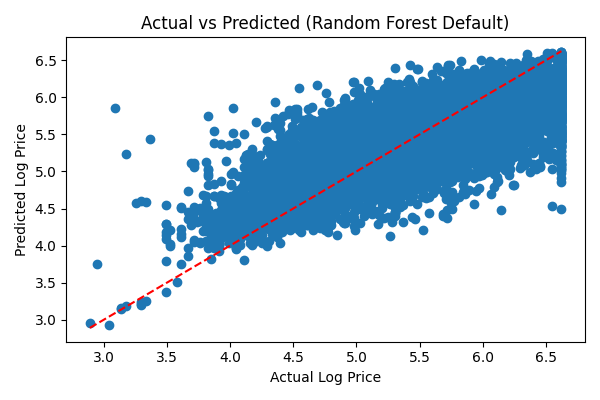 Actual vs Predicted (Random Forest Default)
Predicted Log Price
6.5
6.0
5.5
5.0
4.5
4.0
3.5
3.0
3.0 3.5 4.0 4.5 5.0 5.5 6.0 6.5
Actual Log Price